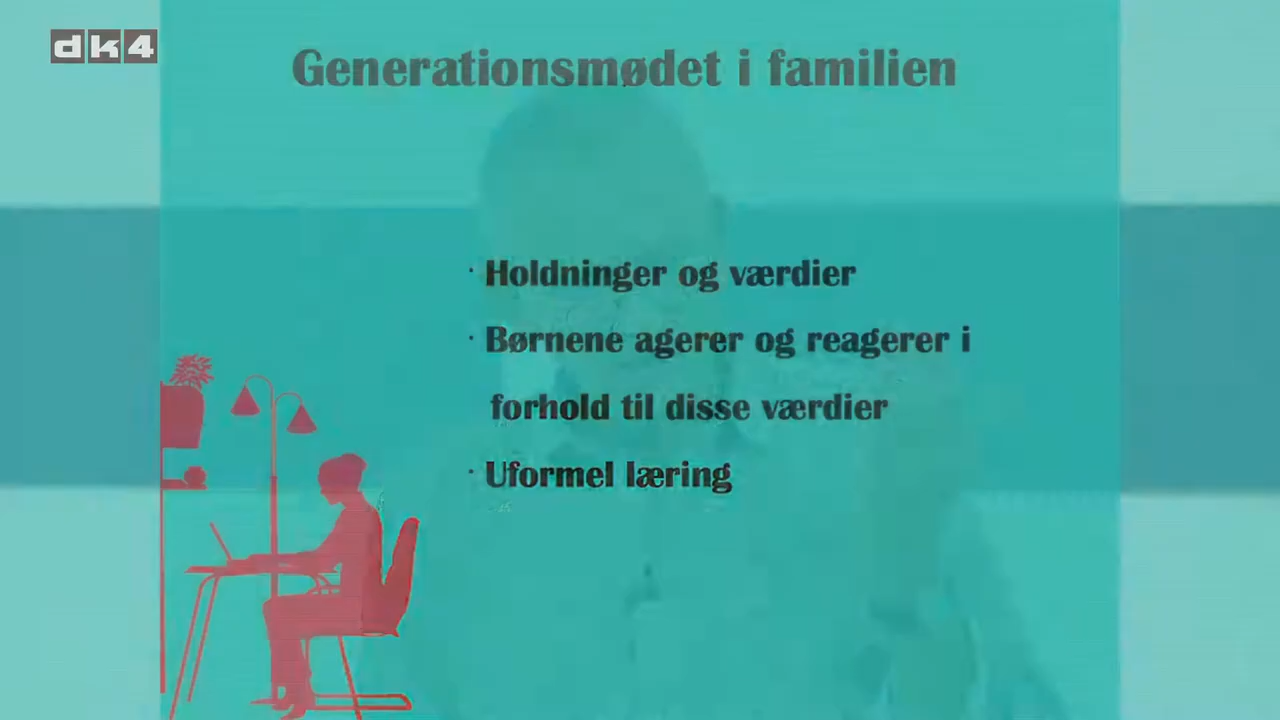 dk4
Generationsmødet i familien
· Holdninger og værdier
· Børnene agerer og reagerer i
forhold til disse værdier
· Uformel læring